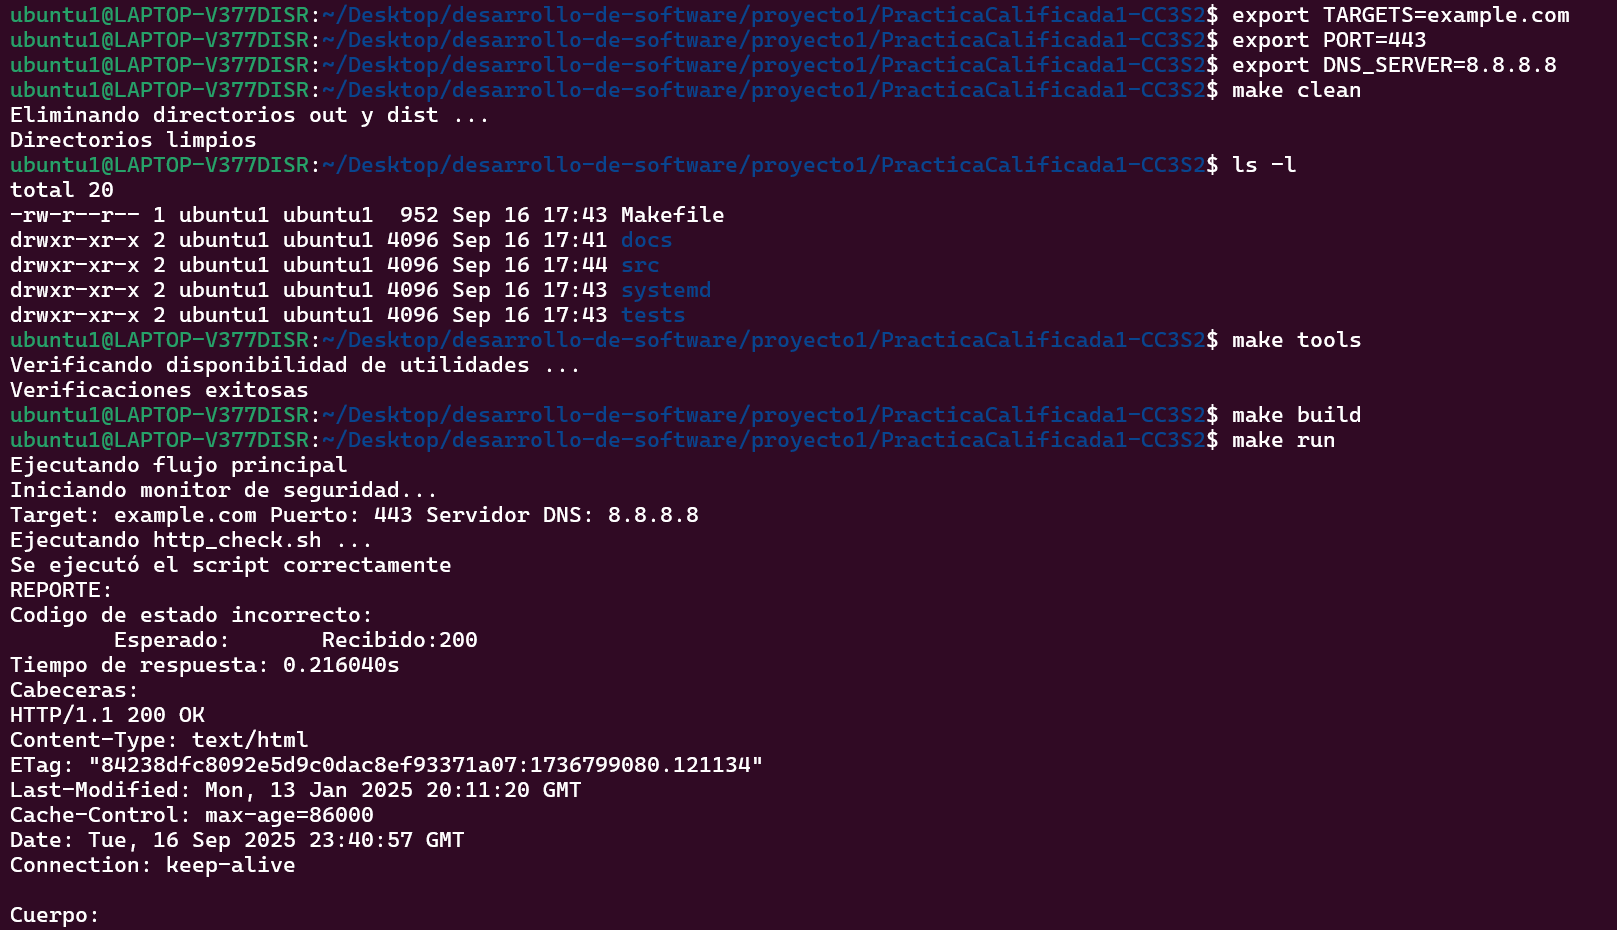 ubuntu1@LAPTOP-V377DISR:~/Desktop/desarrollo-de-software/proyecto1/PracticaCalificada1-CC3S2$ export TARGETS=example.com
ubuntu1@LAPTOP-V377DISR:~/Desktop/desarrollo-de-software/proyecto1/PracticaCalificada1-CC3S2$ export PORT=443
ubuntu1@LAPTOP-V377DISR:~/Desktop/desarrollo-de-software/proyecto1/PracticaCalificada1-CC3S2$ export DNS_SERVER=8.8.8.8
ubuntu1@LAPTOP-V377DISR:~/Desktop/desarrollo-de-software/proyecto1/PracticaCalificada1-CC3S2$ make clean
Eliminando directorios out y dist ...
Directorios limpios
ubuntu1@LAPTOP-V377DISR:~/Desktop/desarrollo-de-software/proyecto1/PracticaCalificada1-CC3S2$ ls -l
total 20
-rw-r--r-- 1 ubuntu1 ubuntu1  952 Sep 16 17:43 Makefile
drwxr-xr-x 2 ubuntu1 ubuntu1 4096 Sep 16 17:41 docs
drwxr-xr-x 2 ubuntu1 ubuntu1 4096 Sep 16 17:44 src
drwxr-xr-x 2 ubuntu1 ubuntu1 4096 Sep 16 17:43 systemd
drwxr-xr-x 2 ubuntu1 ubuntu1 4096 Sep 16 17:43 tests
ubuntu1@LAPTOP-V377DISR:~/Desktop/desarrollo-de-software/proyecto1/PracticaCalificada1-CC3S2$ make tools
Verificando disponibilidad de utilidades ...
Verificaciones exitosas
ubuntu1@LAPTOP-V377DISR:~/Desktop/desarrollo-de-software/proyecto1/PracticaCalificada1-CC3S2$ make build
ubuntu1@LAPTOP-V377DISR:~/Desktop/desarrollo-de-software/proyecto1/PracticaCalificada1-CC3S2$ make run
Ejecutando flujo principal
Iniciando monitor de seguridad...
Target: example.com Puerto: 443 Servidor DNS: 8.8.8.8
Ejecutando http_check.sh ...
Se ejecutó el script correctamente
REPORTE:
Codigo de estado incorrecto:
        Esperado:       Recibido:200
Tiempo de respuesta: 0.216040s
Cabeceras:
HTTP/1.1 200 OK
Content-Type: text/html
ETag: "84238dfc8092e5d9c0dac8ef93371a07:1736799080.121134"
Last-Modified: Mon, 13 Jan 2025 20:11:20 GMT
Cache-Control: max-age=86000
Date: Tue, 16 Sep 2025 23:40:57 GMT
Connection: keep-alive

Cuerpo: